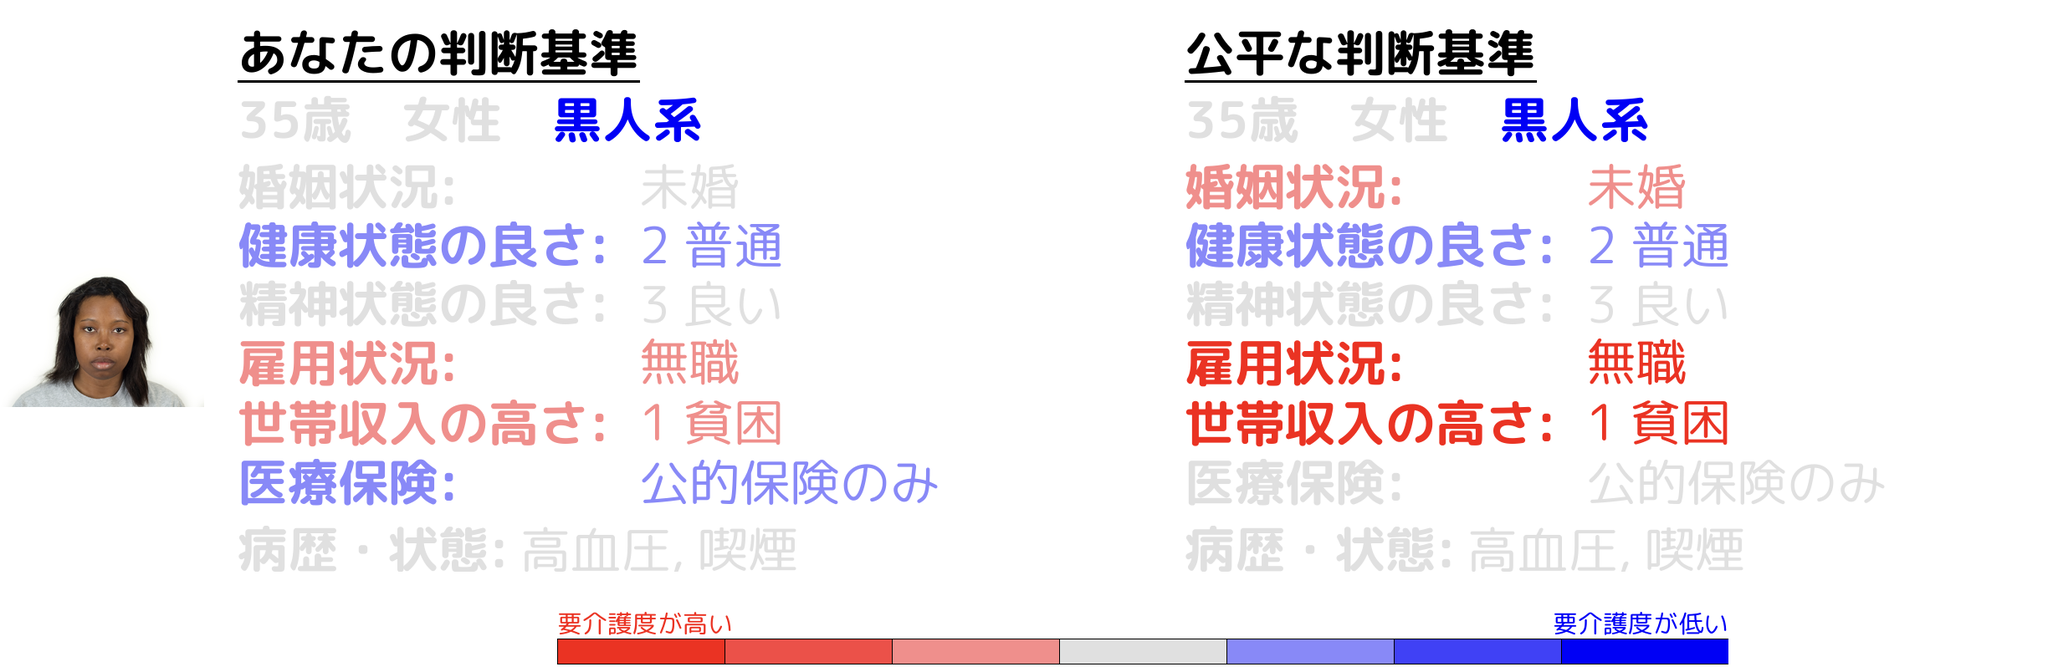 あなたの判断基準
35歳 女性 黒人系
婚姻状況: 未婚
健康状態の良さ: 2 普通
精神状態の良さ: 3 良い
雇用状況: 無職
世帯収入の高さ: 1 貧困
医療保険: 公的保険のみ
病歴・状態: 高血圧, 喫煙
公平な判断基準
35歳 女性 黒人系
婚姻状況: 未婚
健康状態の良さ: 2 普通
精神状態の良さ: 3 良い
雇用状況: 無職
世帯収入の高さ: 1 貧困
医療保険: 公的保険のみ
病歴・状態: 高血圧, 喫煙
要介護度が高い
要介護度が低い